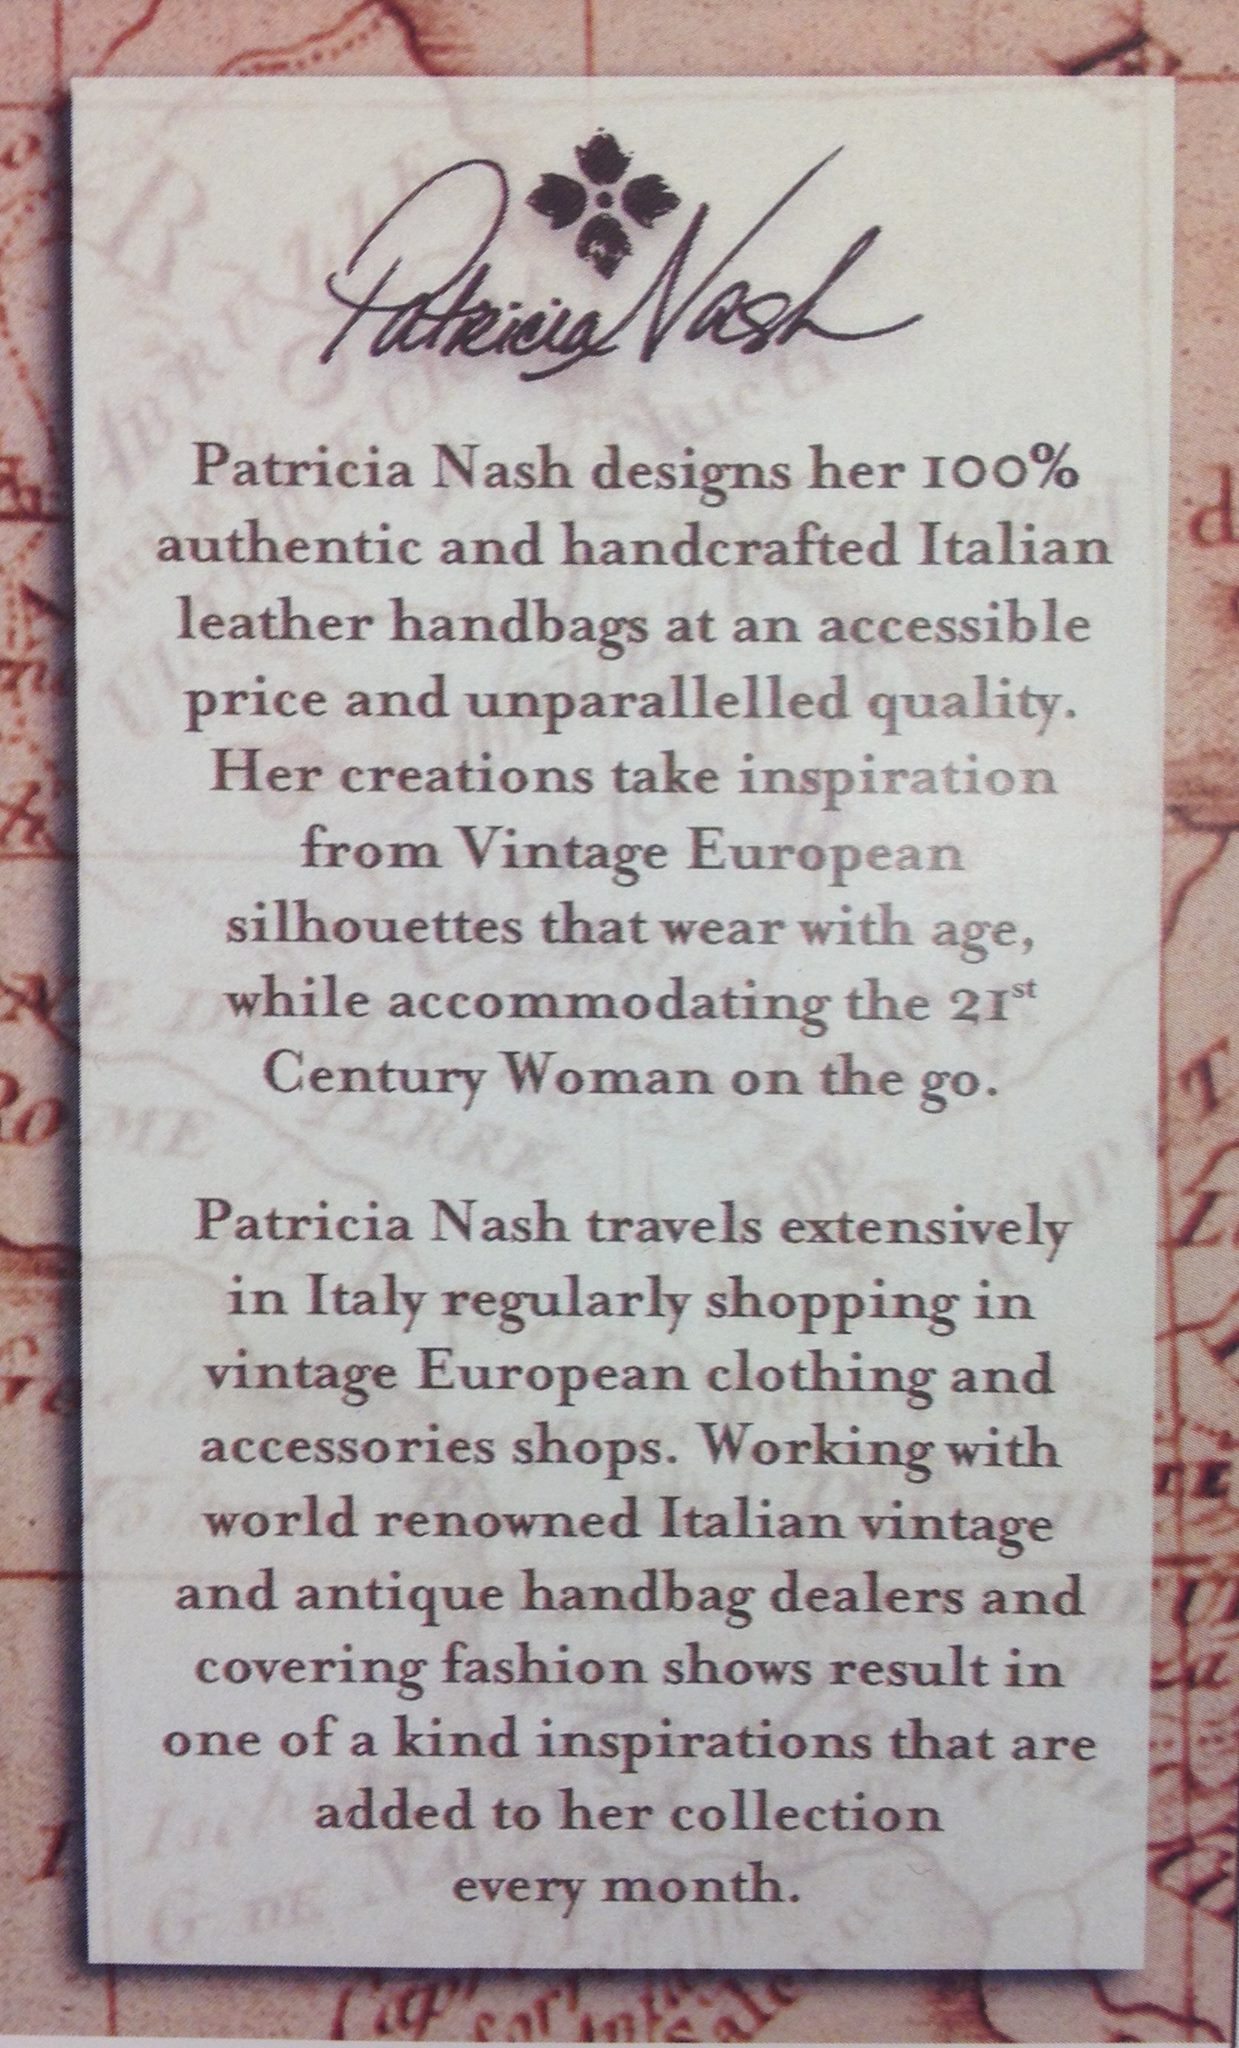 Patricia Nash
Patricia Nash designs her 100%
authentic and handcrafted Italian
leather handbags at an accessible
price and unparallelled quality.
Her creations take inspiration
from Vintage European
silhouettes that wear with age,
while accommodating the 21st
Century Woman on the go.
Patricia Nash travels extensively
in Italy regularly shopping in
vintage European clothing and
accessories shops. Working with
world renowned Italian vintage
and antique handbag dealers and
covering fashion shows result in
one of a kind inspirations that are
added to her collection
every month.